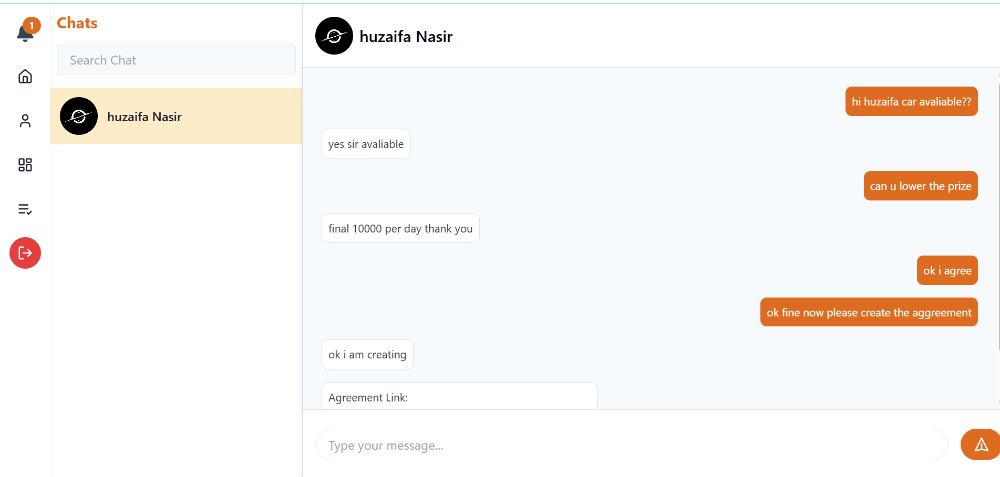 1
Chats
Search Chat
huzaifa Nasir
huzaifa Nasir
hi huzaifa car avaliable??
yes sir avaliable
can u lower the prize
final 10000 per day thank you
ok i agree
ok fine now please create the aggreement
ok i am creating
Agreement Link:
Type your message...